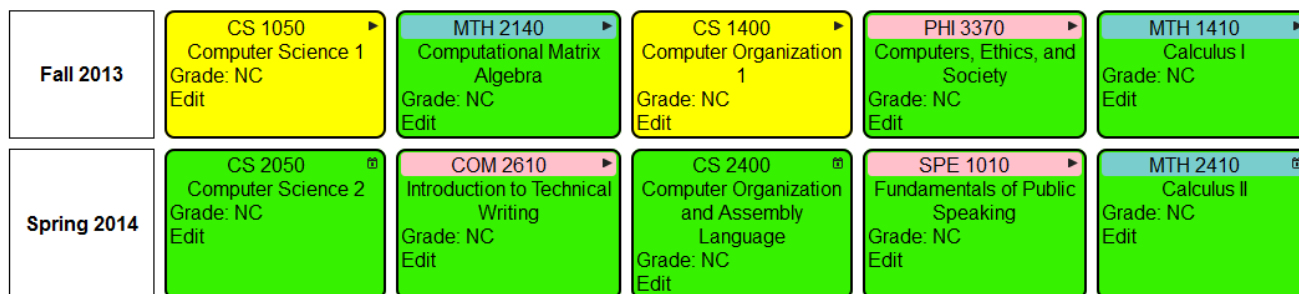 Fall 2013
CS 1050
Computer Science 1
Grade: NC
Edit
MTH 2140
Computational Matrix
Algebra
Grade: NC
Edit
CS 1400
Computer Organization
1
Grade: NC
Edit
PHI 3370
Computers, Ethics, and
Society
Grade: NC
Edit
MTH 1410
Calculus I
Grade: NC
Edit
Spring 2014
CS 2050
Computer Science 2
Grade: NC
Edit
COM 2610
Introduction to Technical
Writing
Grade: NC
Edit
CS 2400
Computer Organization
and Assembly
Language
Grade: NC
Edit
SPE 1010
Fundamentals of Public
Speaking
Grade: NC
Edit
MTH 2410
Calculus II
Grade: NC
Edit